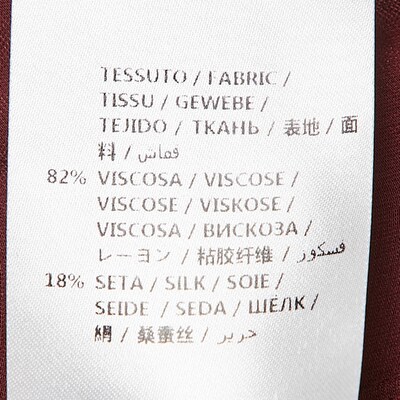 TESSUTO / FABRIC /
TISSU / GEWEBE /
TEJIDO / ТКАНЬ / 表地 / 面
料 / قماش /
82% VISCOSA / VISCOSE /
VISCOSE / VISKOSE /
VISCOSA / ВИСКОЗА /
レーヨン / 粘胶纤维 / فسكوز /
18% SETA / SILK / SOIE /
SEIDE / SEDA / ШЁЛК /
絹 / 桑蚕丝 / حرير /